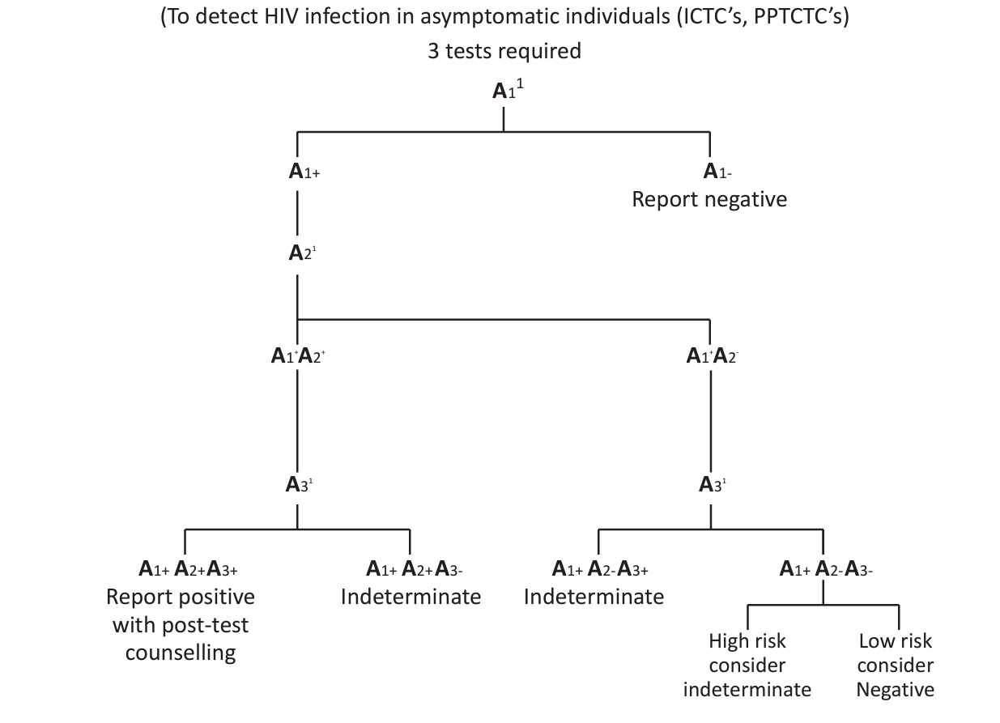 (To detect HIV infection in asymptomatic individuals (ICTC’s, PPTCTC’s)
3 tests required
A1¹
A1+
A1-
Report negative
A2¹
A1⁺A2⁺
A1⁺A2⁻
A3¹
A3¹
A1+ A2+A3+
Report positive
with post-test
counselling
A1+ A2+A3-
Indeterminate
A1+ A2-A3+
Indeterminate
A1+ A2-A3-
High risk
consider
indeterminate
Low risk
consider
Negative